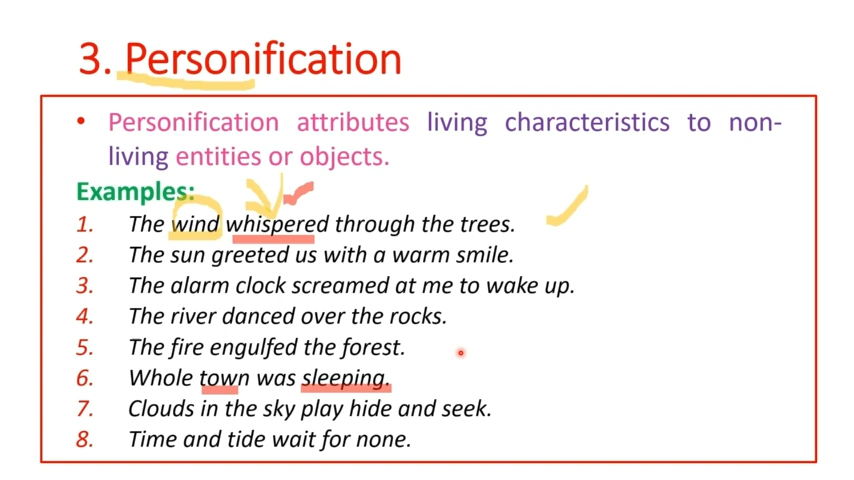 3. Personification
• Personification attributes living characteristics to non-
living entities or objects.
Examples:
1. The wind whispered through the trees.
2. The sun greeted us with a warm smile.
3. The alarm clock screamed at me to wake up.
4. The river danced over the rocks.
5. The fire engulfed the forest.
6. Whole town was sleeping.
7. Clouds in the sky play hide and seek.
8. Time and tide wait for none.